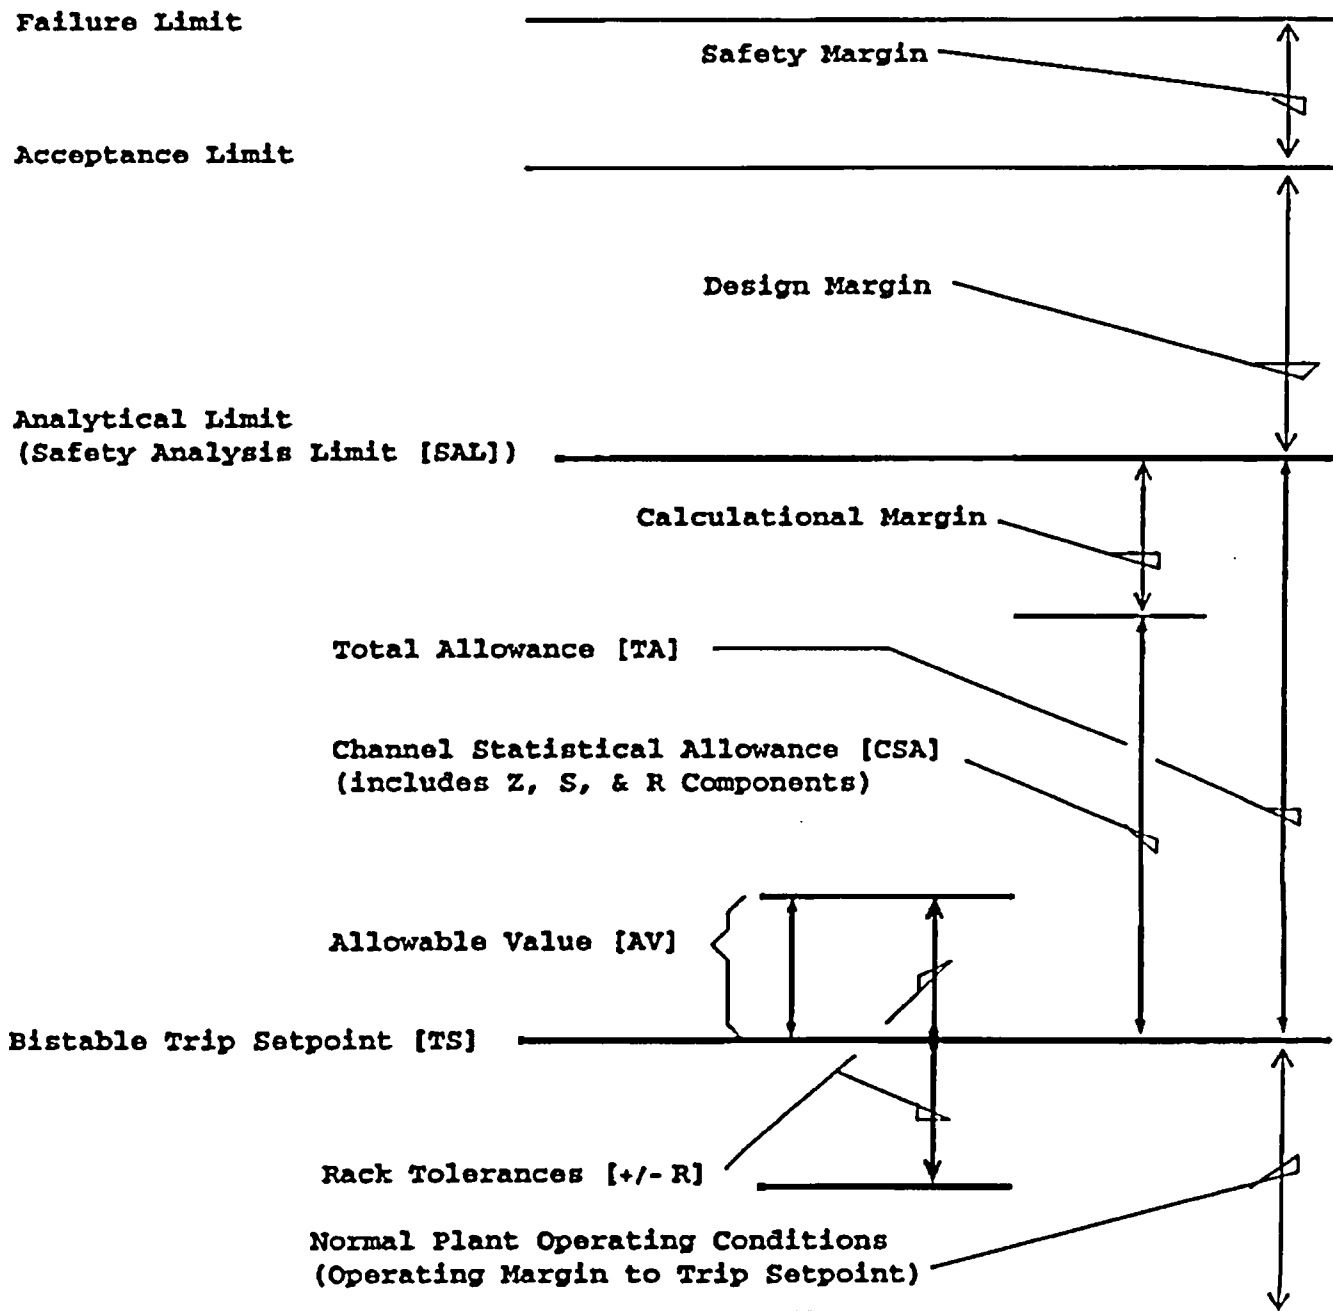 Failure Limit
Safety Margin
Acceptance Limit
Design Margin
Analytical Limit
(Safety Analysis Limit [SAL])
Calculational Margin
Total Allowance [TA]
Channel Statistical Allowance [CSA]
(includes Z, S, & R Components)
Allowable Value [AV]
Bistable Trip Setpoint [TS]
Rack Tolerances [+/- R]
Normal Plant Operating Conditions
(Operating Margin to Trip Setpoint)